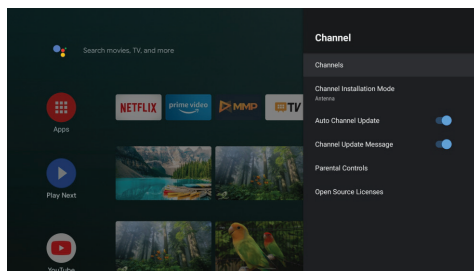 Search movies, TV, and more
Apps
NETFLIX
prime video
MMP
TV
Play Next
YouTube
Channel
Channels
Channel Installation Mode
Antenna
Auto Channel Update
Channel Update Message
Parental Controls
Open Source Licenses